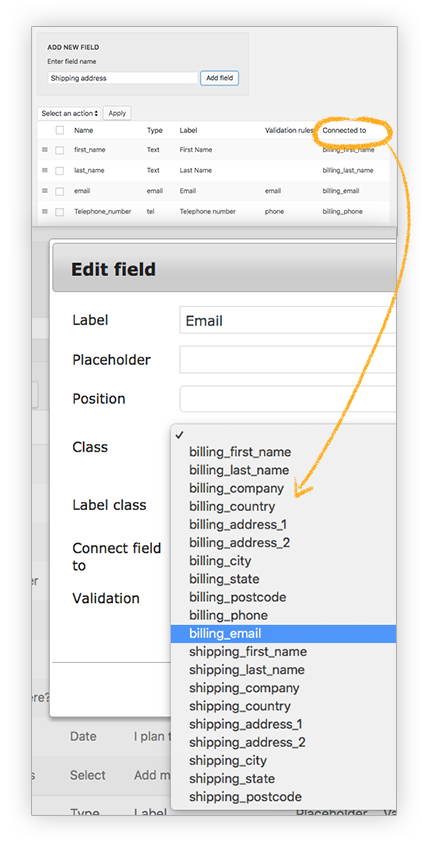 ADD NEW FIELD
Enter field name
Shipping address Add field
Select an action Apply
Name Type Label Validation rules Connected to
first_name Text First Name billing_first_name
last_name Text Last Name billing_last_name
email email Email email billing_email
Telephone_number tel Telephone number phone billing_phone
Edit field
Label Email
Placeholder
Position
Class
billing_first_name
billing_last_name
billing_company
billing_country
Label class
billing_address_1
billing_address_2
Connect field
to
billing_city
billing_state
Validation
billing_postcode
billing_phone
billing_email
shipping_first_name
shipping_last_name
shipping_company
shipping_country
shipping_address_1
shipping_address_2
shipping_city
shipping_state
shipping_postcode
ere?
Date I plan t
Select Add m
Type Label Placeholder Va